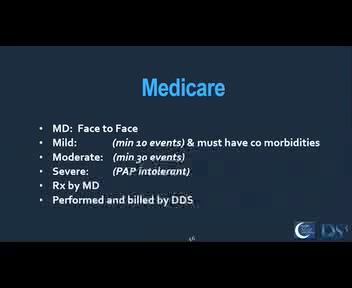 Medicare
• MD: Face to Face
• Mild: (min 10 events) & must have co morbidities
• Moderate: (min 30 events)
• Severe: (PAP intolerant)
• Rx by MD
• Performed and billed by DDS
46